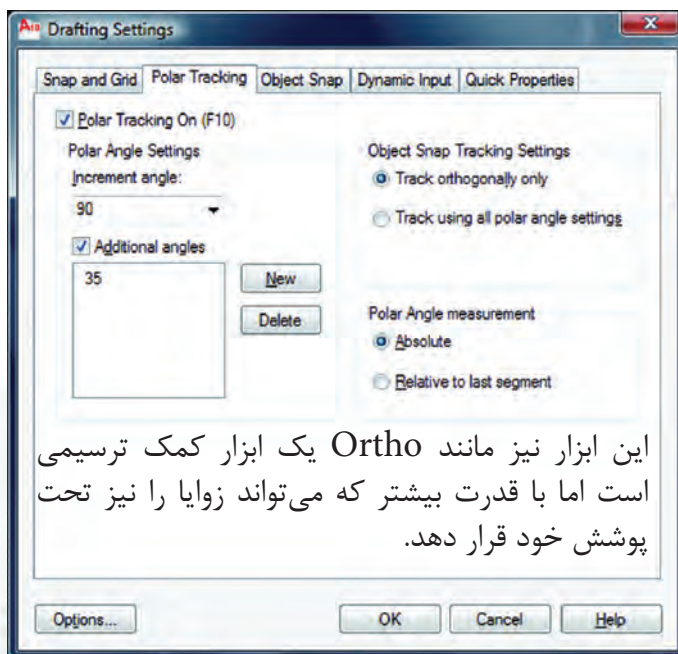 Drafting Settings
Snap and Grid Polar Tracking Object Snap Dynamic Input Quick Properties
Polar Tracking On (F10)
Polar Angle Settings
Increment angle:
90
Additional angles
35
New
Delete
Object Snap Tracking Settings
Track orthogonally only
Track using all polar angle settings
Polar Angle measurement
Absolute
Relative to last segment
این ابزار نیز مانند Ortho یک ابزار کمک ترسیمی
است اما با قدرت بیشتر که می‌تواند زوایا را نیز تحت
پوشش خود قرار دهد.
Options... OK Cancel Help